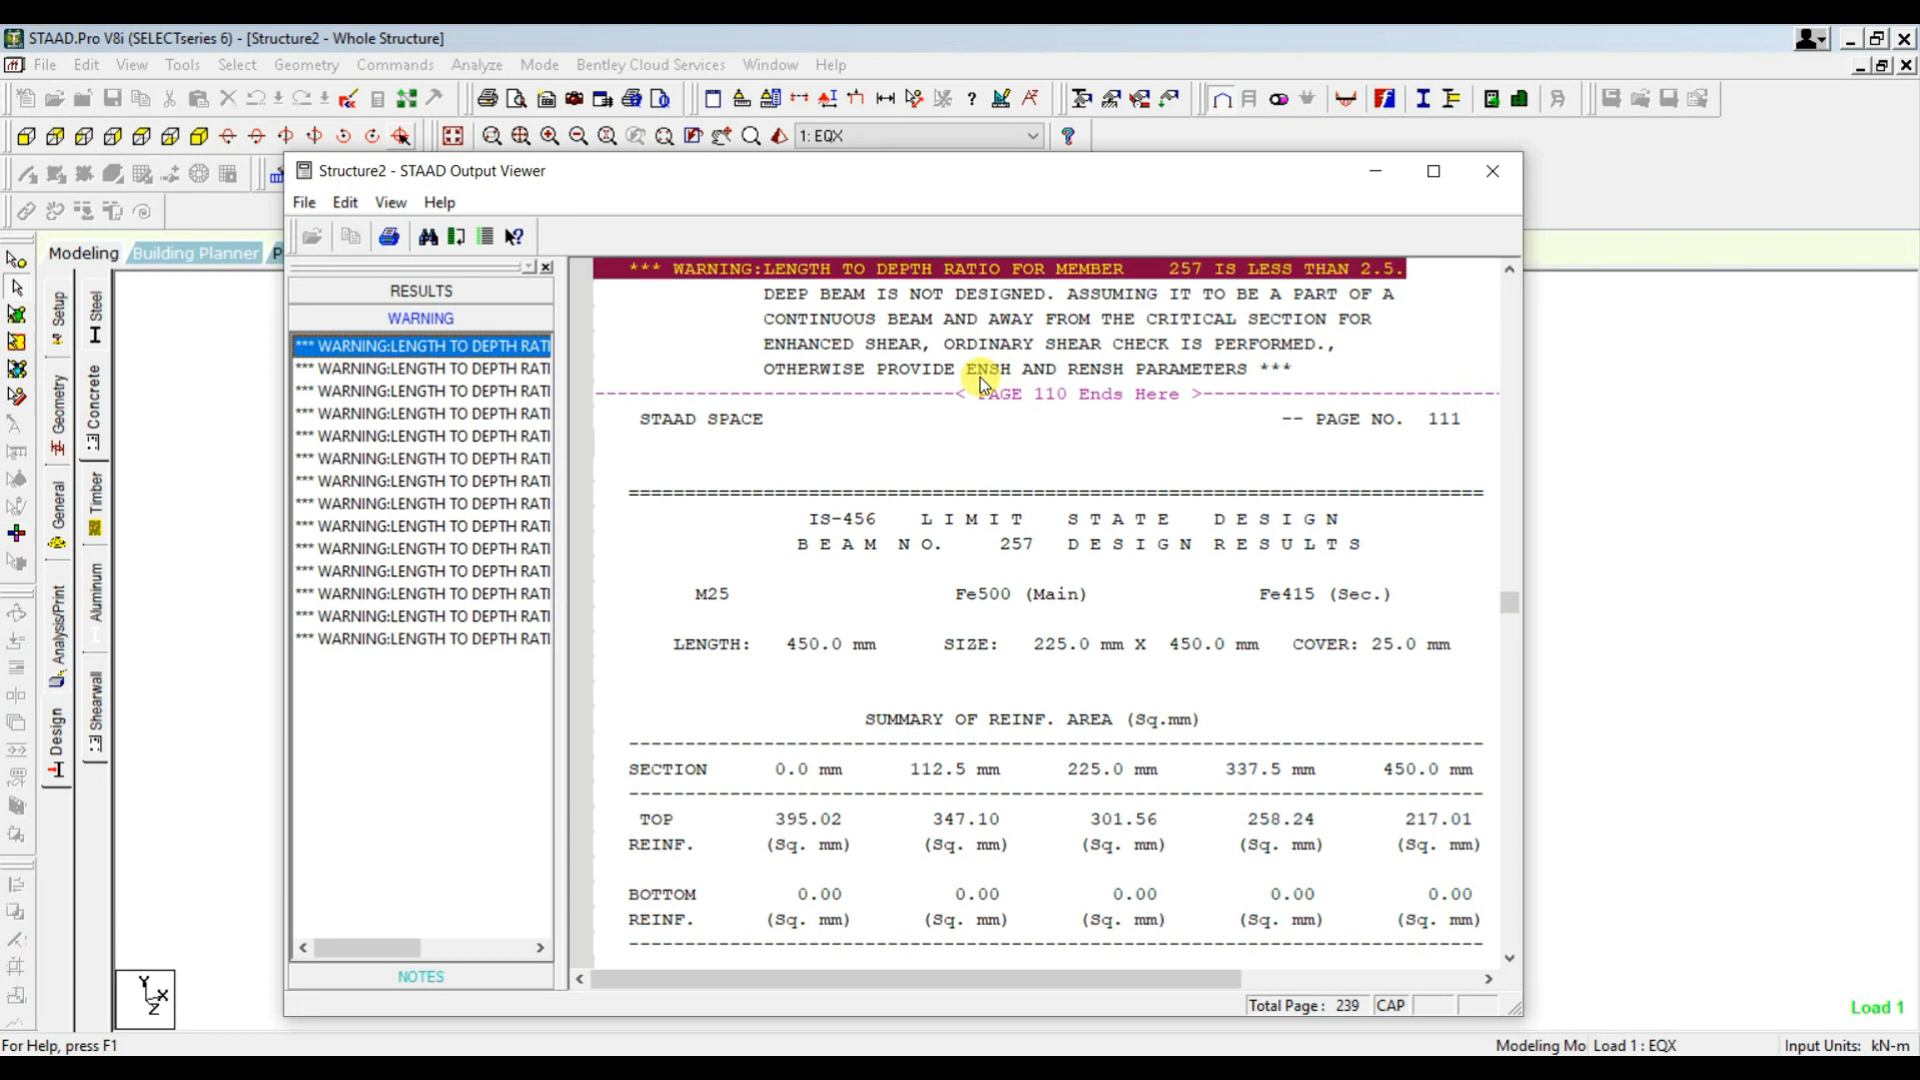 STAAD.Pro V8i (SELECTseries 6) - [Structure2 - Whole Structure]
File Edit View Tools Select Geometry Commands Analyze Mode Bentley Cloud Services Window Help
1: EQX
Structure2 - STAAD Output Viewer
File Edit View Help
Modeling Building Planner P
Setup
Geometry
General
Analysis/Print
Design
Steel
Concrete
Timber
Aluminum
Shearwall
RESULTS
WARNING
*** WARNING:LENGTH TO DEPTH RATI
*** WARNING:LENGTH TO DEPTH RATI
*** WARNING:LENGTH TO DEPTH RATI
*** WARNING:LENGTH TO DEPTH RATI
*** WARNING:LENGTH TO DEPTH RATI
*** WARNING:LENGTH TO DEPTH RATI
*** WARNING:LENGTH TO DEPTH RATI
*** WARNING:LENGTH TO DEPTH RATI
*** WARNING:LENGTH TO DEPTH RATI
*** WARNING:LENGTH TO DEPTH RATI
*** WARNING:LENGTH TO DEPTH RATI
*** WARNING:LENGTH TO DEPTH RATI
*** WARNING:LENGTH TO DEPTH RATI
*** WARNING:LENGTH TO DEPTH RATI
NOTES
*** WARNING:LENGTH TO DEPTH RATIO FOR MEMBER 257 IS LESS THAN 2.5.
DEEP BEAM IS NOT DESIGNED. ASSUMING IT TO BE A PART OF A
CONTINUOUS BEAM AND AWAY FROM THE CRITICAL SECTION FOR
ENHANCED SHEAR, ORDINARY SHEAR CHECK IS PERFORMED.,
OTHERWISE PROVIDE ENSH AND RENSH PARAMETERS ***
< PAGE 110 Ends Here >
STAAD SPACE -- PAGE NO. 111
IS-456 L I M I T S T A T E D E S I G N
B E A M N O. 257 D E S I G N R E S U L T S
M25 Fe500 (Main) Fe415 (Sec.)
LENGTH: 450.0 mm SIZE: 225.0 mm X 450.0 mm COVER: 25.0 mm
SUMMARY OF REINF. AREA (Sq.mm)
SECTION 0.0 mm 112.5 mm 225.0 mm 337.5 mm 450.0 mm
TOP 395.02 347.10 301.56 258.24 217.01
REINF. (Sq. mm) (Sq. mm) (Sq. mm) (Sq. mm) (Sq. mm)
BOTTOM 0.00 0.00 0.00 0.00 0.00
REINF. (Sq. mm) (Sq. mm) (Sq. mm) (Sq. mm) (Sq. mm)
Total Page: 239 CAP
Y
X
Z
Load 1
For Help, press F1 Modeling Mo Load 1 : EQX Input Units: kN-m